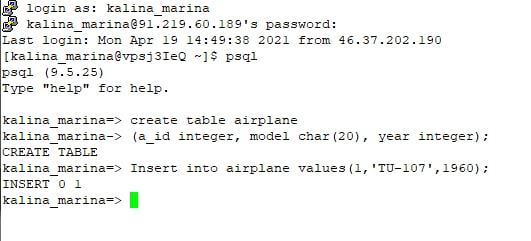 login as: kalina_marina
kalina_marina@91.219.60.189's password:
Last login: Mon Apr 19 14:49:38 2021 from 46.37.202.190
[kalina_marina@vpsj3IeQ ~]$ psql
psql (9.5.25)
Type "help" for help.
kalina_marina=> create table airplane
kalina_marina-> (a_id integer, model char(20), year integer);
CREATE TABLE
kalina_marina=> Insert into airplane values(1,'TU-107',1960);
INSERT 0 1
kalina_marina=>